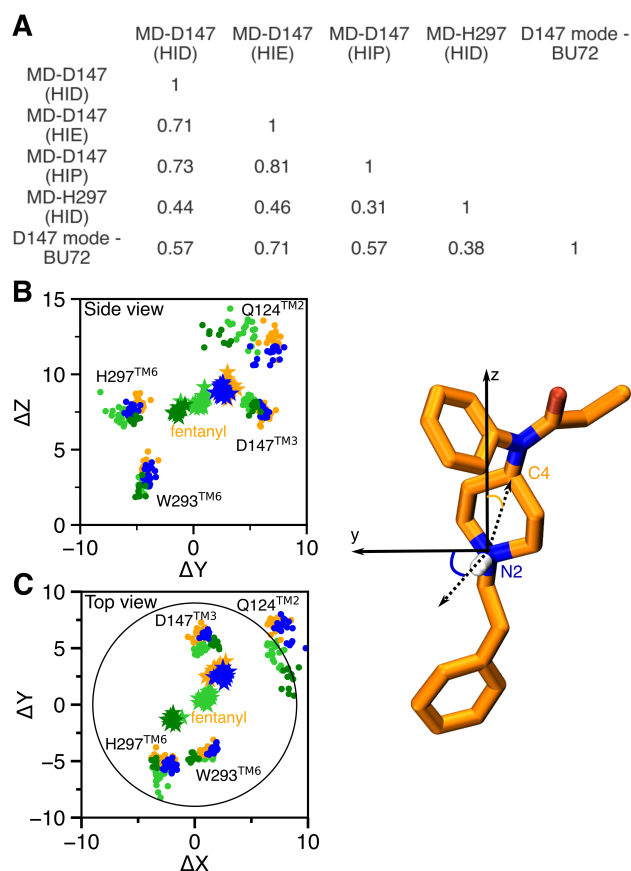 A
MD-D147 MD-D147 MD-D147 MD-H297 D147 mode -
(HID) (HIE) (HIP) (HID) BU72
MD-D147
(HID) 1
MD-D147
(HIE) 0.71 1
MD-D147
(HIP) 0.73 0.81 1
MD-H297
(HID) 0.44 0.46 0.31 1
D147 mode -
BU72 0.57 0.71 0.57 0.38 1
B
Side view
Q124TM2
H297TM6
fentanyl
D147TM3
W293TM6
15
10
5
0
ΔZ
−10 0 10
ΔY
z
C4
y
N2
C
Top view
Q124TM2
D147TM3
fentanyl
H297TM6
W293TM6
10
5
0
−5
−10
ΔY
−10 0 10
ΔX